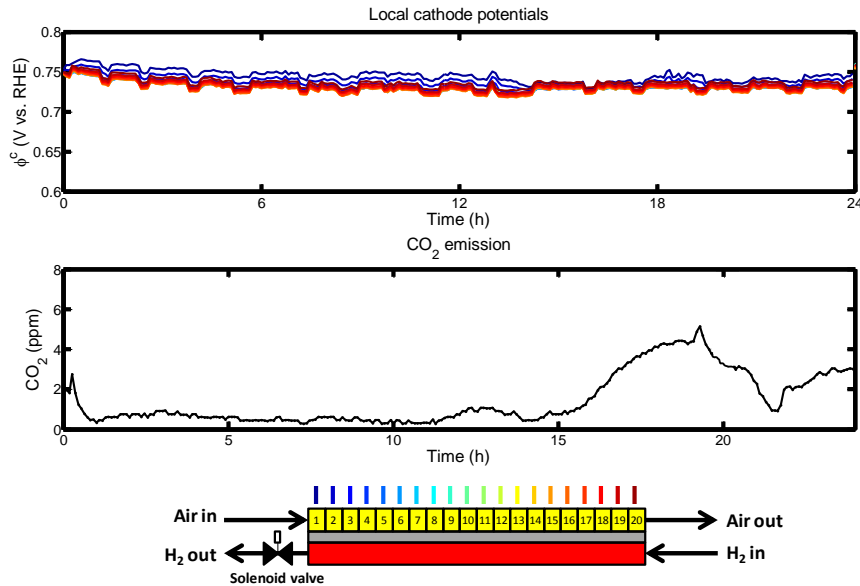 Local cathode potentials
0.8
0.75
0.7
0.65
0.6
ϕᶜ (V vs. RHE)
0 6 12 18 24
Time (h)
CO₂ emission
8
6
4
2
0
CO₂ (ppm)
0 5 10 15 20
Time (h)
Air in 1 2 3 4 5 6 7 8 9 10 11 12 13 14 15 16 17 18 19 20 Air out
H₂ out H₂ in
Solenoid valve